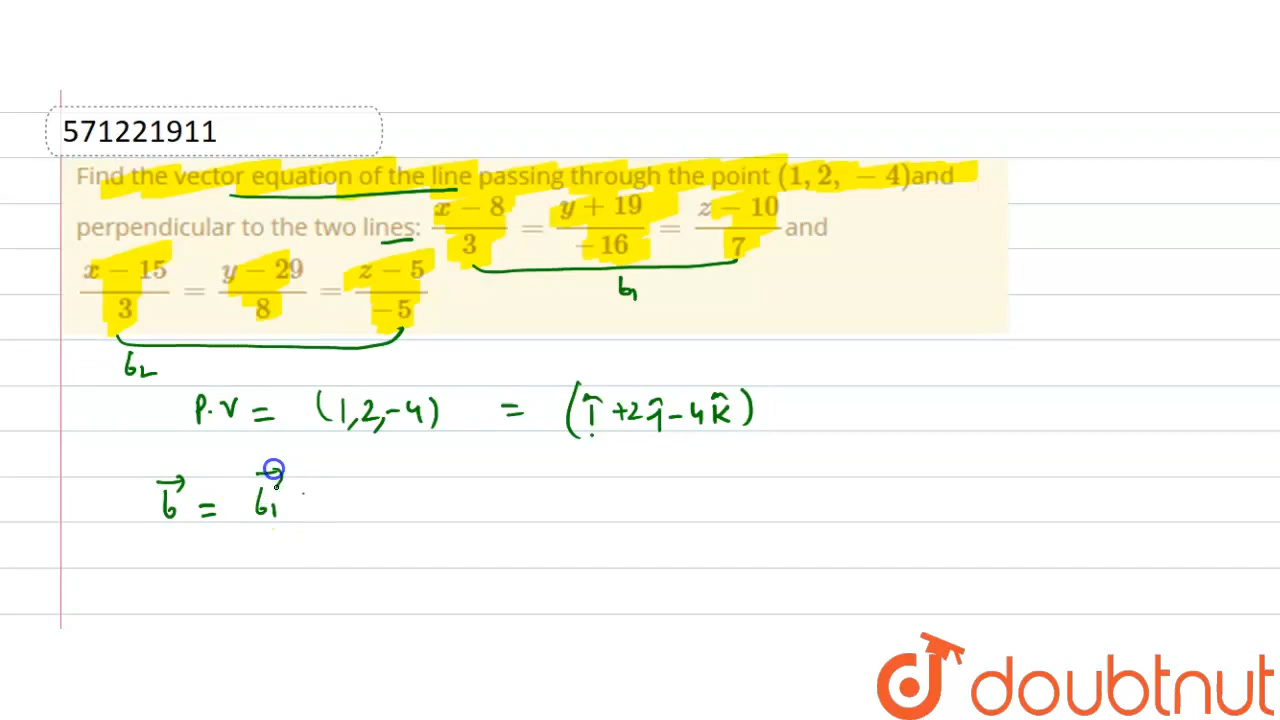 571221911
Find the vector equation of the line passing through the point (1, 2, −4)and
perpendicular to the two lines: (x − 8)/3 = (y + 19)/−16 = (z − 10)/7 and
(x − 15)/3 = (y − 29)/8 = (z − 5)/−5
b₁
b₂
P.V = (1, 2, −4) = (î + 2ĵ − 4k̂)
b⃗ = b⃗₁
doubtnut